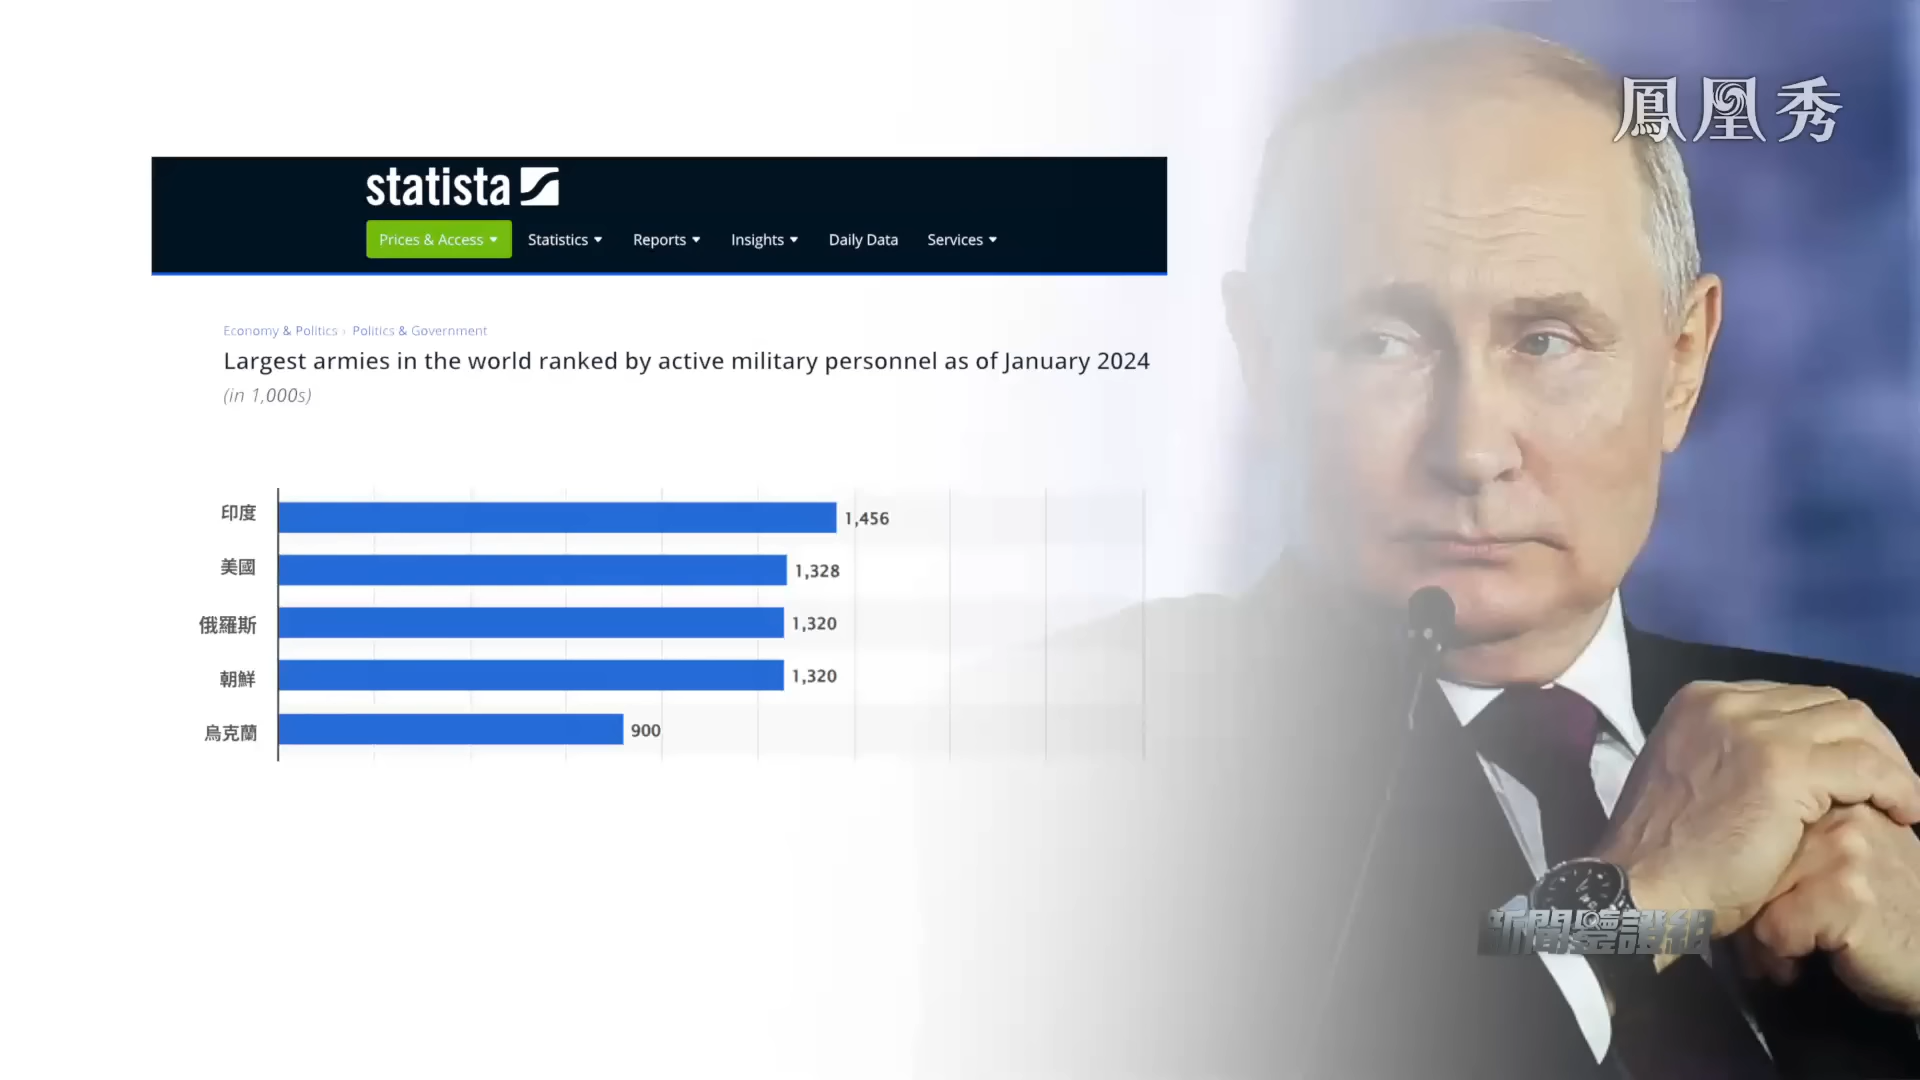 鳳凰秀
statista
Prices & Access Statistics Reports Insights Daily Data Services
Economy & Politics › Politics & Government
Largest armies in the world ranked by active military personnel as of January 2024
(in 1,000s)
印度 1,456
美國 1,328
俄羅斯 1,320
朝鮮 1,320
烏克蘭 900
新聞鑒證組